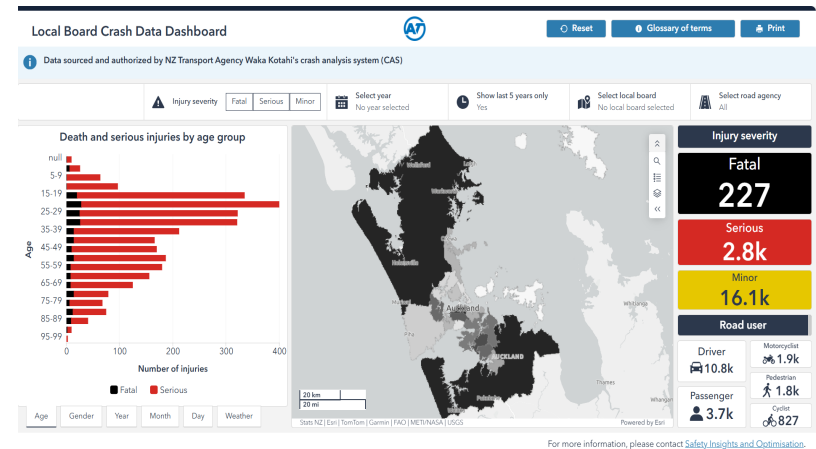 Local Board Crash Data Dashboard
AT
Reset
Glossary of terms
Print
Data sourced and authorized by NZ Transport Agency Waka Kotahi's crash analysis system (CAS)
Injury severity
Fatal
Serious
Minor
Select year
No year selected
Show last 5 years only
Yes
Select local board
No local board selected
Select road agency
All
Death and serious injuries by age group
null
5-9
15-19
25-29
35-39
45-49
55-59
65-69
75-79
85-89
95-99
Age
0 100 200 300 400
Number of injuries
Fatal Serious
Age
Gender
Year
Month
Day
Weather
Wellsford
Auckland
AUCKLAND
Whitianga
Thames
20 km
20 mi
Stats NZ | Esri | TomTom | Garmin | FAO | METI/NASA | USGS
Powered by Esri
Injury severity
Fatal
227
Serious
2.8k
Minor
16.1k
Road user
Driver
10.8k
Motorcyclist
1.9k
Pedestrian
1.8k
Passenger
3.7k
Cyclist
827
For more information, please contact Safety Insights and Optimisation.